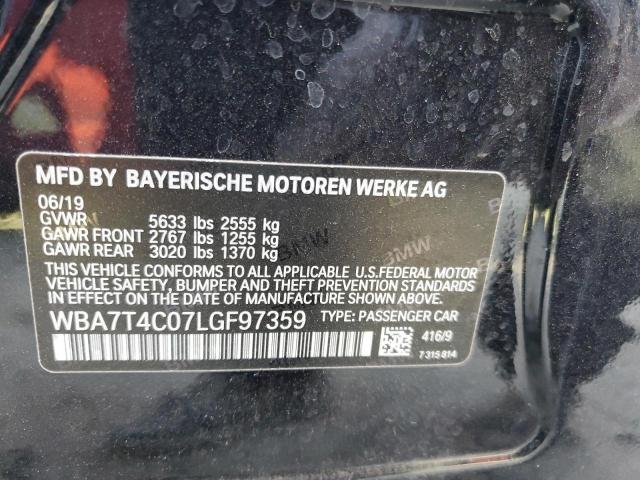 MFD BY BAYERISCHE MOTOREN WERKE AG
06/19
GVWR 5633 lbs 2555 kg
GAWR FRONT 2767 lbs 1255 kg
GAWR REAR 3020 lbs 1370 kg
THIS VEHICLE CONFORMS TO ALL APPLICABLE U.S.FEDERAL MOTOR
VEHICLE SAFETY, BUMPER AND THEFT PREVENTION STANDARDS
IN EFFECT ON THE DATE OF MANUFACTURE SHOWN ABOVE.
WBA7T4C07LGF97359 TYPE: PASSENGER CAR
416/9
7 315 814
BMW